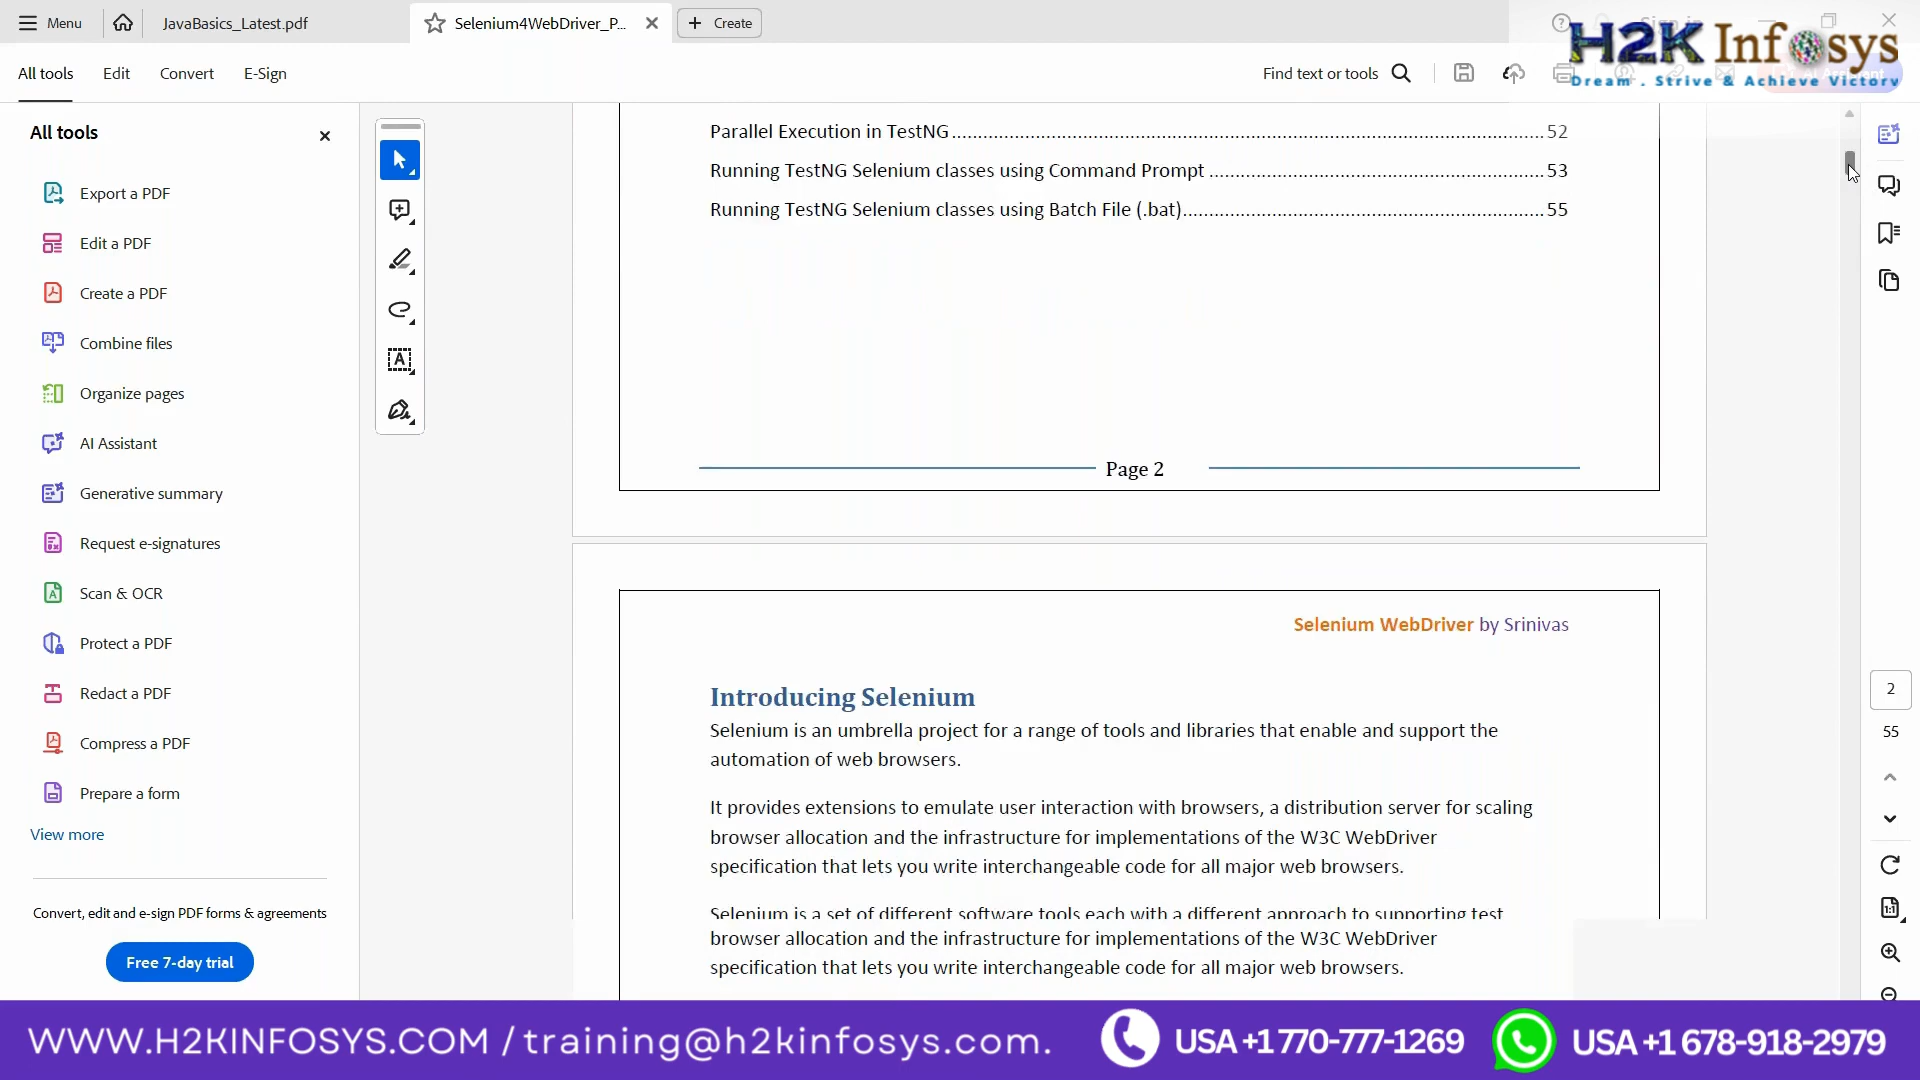 Menu
JavaBasics_Latest.pdf
Selenium4WebDriver_P...
Create
H2K Infosys
Dream . Strive & Achieve Victory
All tools
Edit
Convert
E-Sign
Find text or tools
All tools
Export a PDF
Edit a PDF
Create a PDF
Combine files
Organize pages
AI Assistant
Generative summary
Request e-signatures
Scan & OCR
Protect a PDF
Redact a PDF
Compress a PDF
Prepare a form
View more
Convert, edit and e-sign PDF forms & agreements
Free 7-day trial
Parallel Execution in TestNG 52
Running TestNG Selenium classes using Command Prompt 53
Running TestNG Selenium classes using Batch File (.bat) 55
Page 2
Selenium WebDriver by Srinivas
Introducing Selenium
Selenium is an umbrella project for a range of tools and libraries that enable and support the
automation of web browsers.
It provides extensions to emulate user interaction with browsers, a distribution server for scaling
browser allocation and the infrastructure for implementations of the W3C WebDriver
specification that lets you write interchangeable code for all major web browsers.
Selenium is a set of different software tools each with a different approach to supporting test
browser allocation and the infrastructure for implementations of the W3C WebDriver
specification that lets you write interchangeable code for all major web browsers.
2
55
1:1
WWW.H2KINFOSYS.COM / training@h2kinfosys.com.
USA +1 770-777-1269
USA +1 678-918-2979